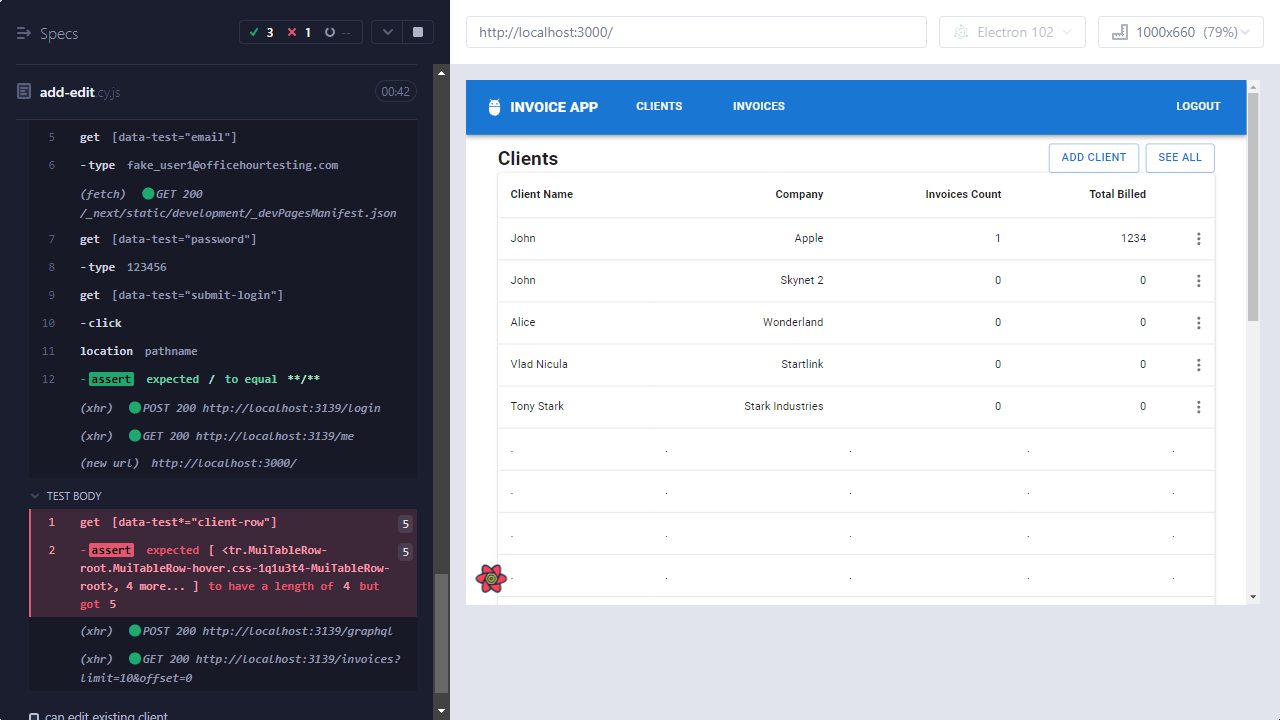 Specs
3 1 --
add-edit cy.js 00:42
5 get [data-test="email"]
6 -type fake_user1@officehourtesting.com
(fetch) GET 200
/_next/static/development/_devPagesManifest.json
7 get [data-test="password"]
8 -type 123456
9 get [data-test="submit-login"]
10 -click
11 location pathname
12 -assert expected / to equal **/**
(xhr) POST 200 http://localhost:3139/login
(xhr) GET 200 http://localhost:3139/me
(new url) http://localhost:3000/
TEST BODY
1 get [data-test*="client-row"] 5
2 -assert expected [ <tr.MuiTableRow- 5
root.MuiTableRow-hover.css-1q1u3t4-MuiTableRow-
root>, 4 more... ] to have a length of 4 but
got 5
(xhr) POST 200 http://localhost:3139/graphql
(xhr) GET 200 http://localhost:3139/invoices?
limit=10&offset=0
can edit existing client
http://localhost:3000/
Electron 102
1000x660 (79%)
INVOICE APP CLIENTS INVOICES LOGOUT
Clients ADD CLIENT SEE ALL
Client Name Company Invoices Count Total Billed
John Apple 1 1234
John Skynet 2 0 0
Alice Wonderland 0 0
Vlad Nicula Startlink 0 0
Tony Stark Stark Industries 0 0
. . . . .
. . . . .
. . . . .
. . . . .